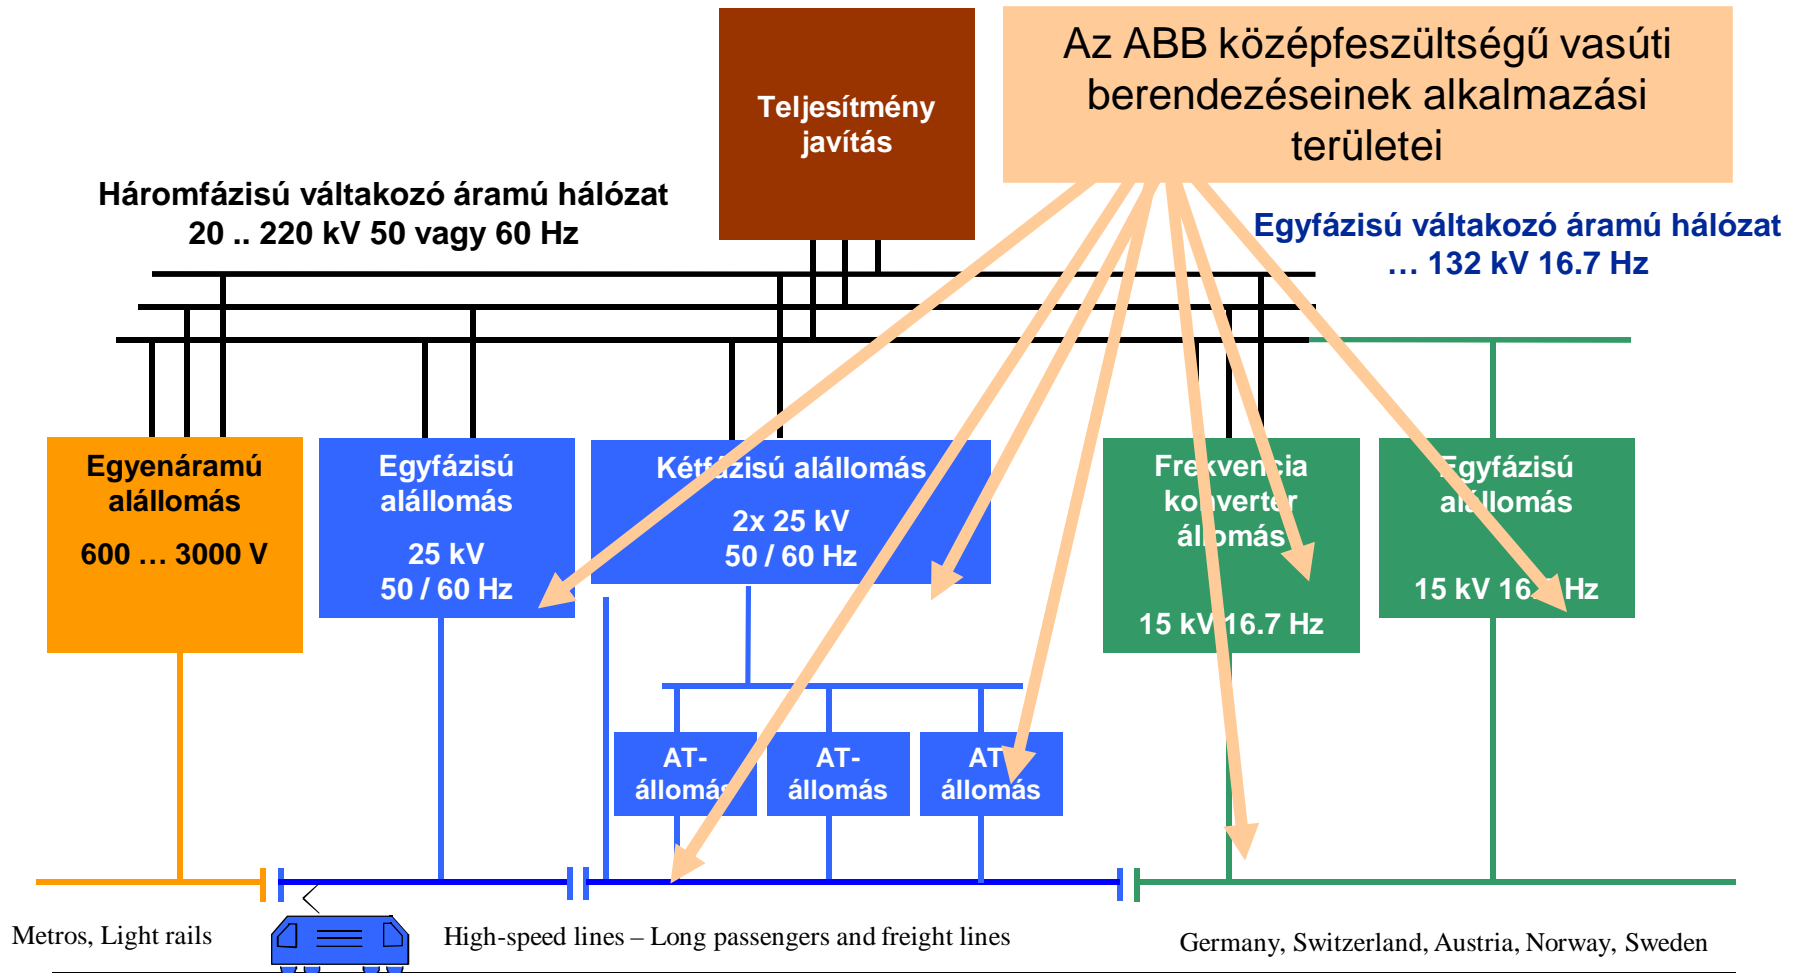 Teljesítmény
javítás
Az ABB középfeszültségű vasúti
berendezéseinek alkalmazási
területei
Háromfázisú váltakozó áramú hálózat
20 .. 220 kV 50 vagy 60 Hz
Egyfázisú váltakozó áramú hálózat
… 132 kV 16.7 Hz
Egyenáramú
alállomás
600 … 3000 V
Egyfázisú
alállomás
25 kV
50 / 60 Hz
Kétfázisú alállomás
2x 25 kV
50 / 60 Hz
Frekvencia
konverter
állomás
15 kV 16.7 Hz
Egyfázisú
alállomás
15 kV 16.7 Hz
AT-
állomás
AT-
állomás
AT-
állomás
Metros, Light rails
High-speed lines – Long passengers and freight lines
Germany, Switzerland, Austria, Norway, Sweden